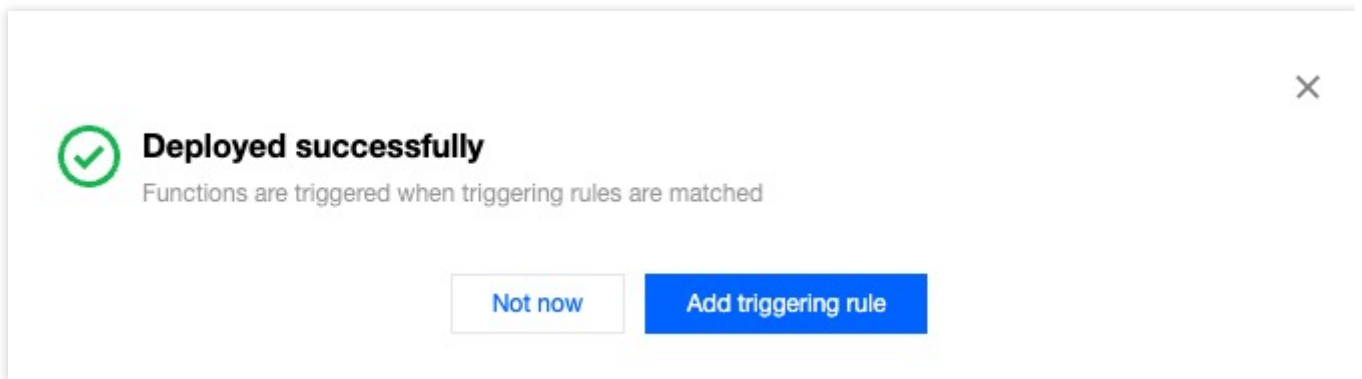 Deployed successfully
Functions are triggered when triggering rules are matched
Not now
Add triggering rule